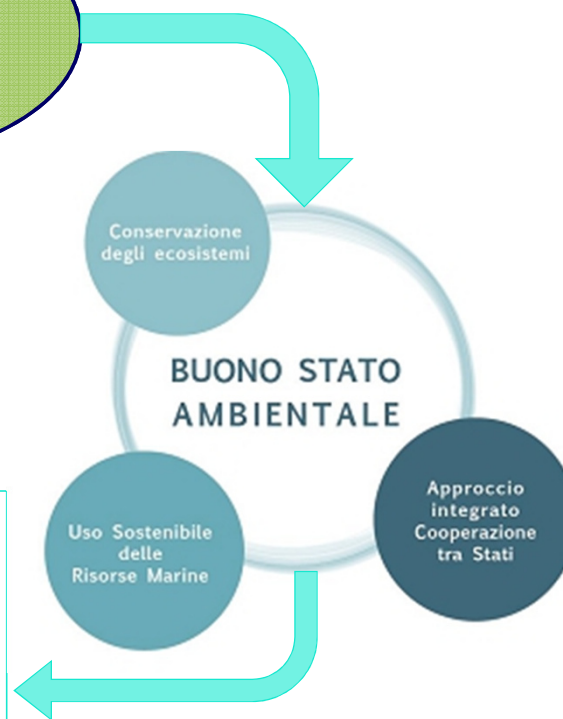 Conservazione
degli ecosistemi
BUONO STATO
AMBIENTALE
Approccio
integrato
Cooperazione
tra Stati
Uso Sostenibile
delle
Risorse Marine